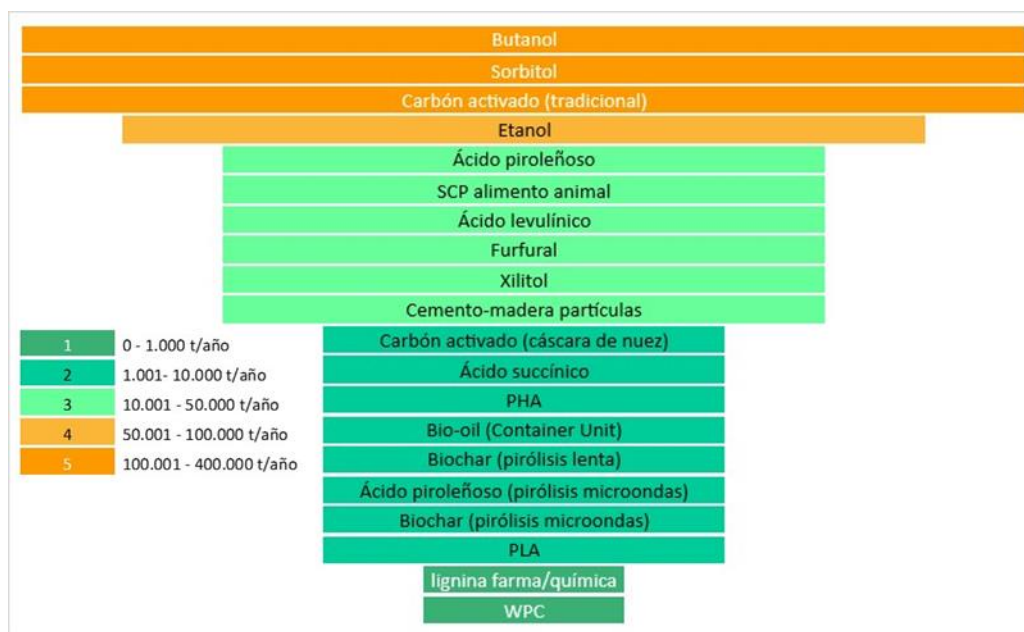 Butanol
Sorbitol
Carbón activado (tradicional)
Etanol
Ácido piroleñoso
SCP alimento animal
Ácido levulínico
Furfural
Xilitol
Cemento-madera partículas
Carbón activado (cáscara de nuez)
Ácido succínico
PHA
Bio-oil (Container Unit)
Biochar (pirólisis lenta)
Ácido piroleñoso (pirólisis microondas)
Biochar (pirólisis microondas)
PLA
lignina farma/química
WPC
1 0 - 1.000 t/año
2 1.001- 10.000 t/año
3 10.001 - 50.000 t/año
4 50.001 - 100.000 t/año
5 100.001 - 400.000 t/año